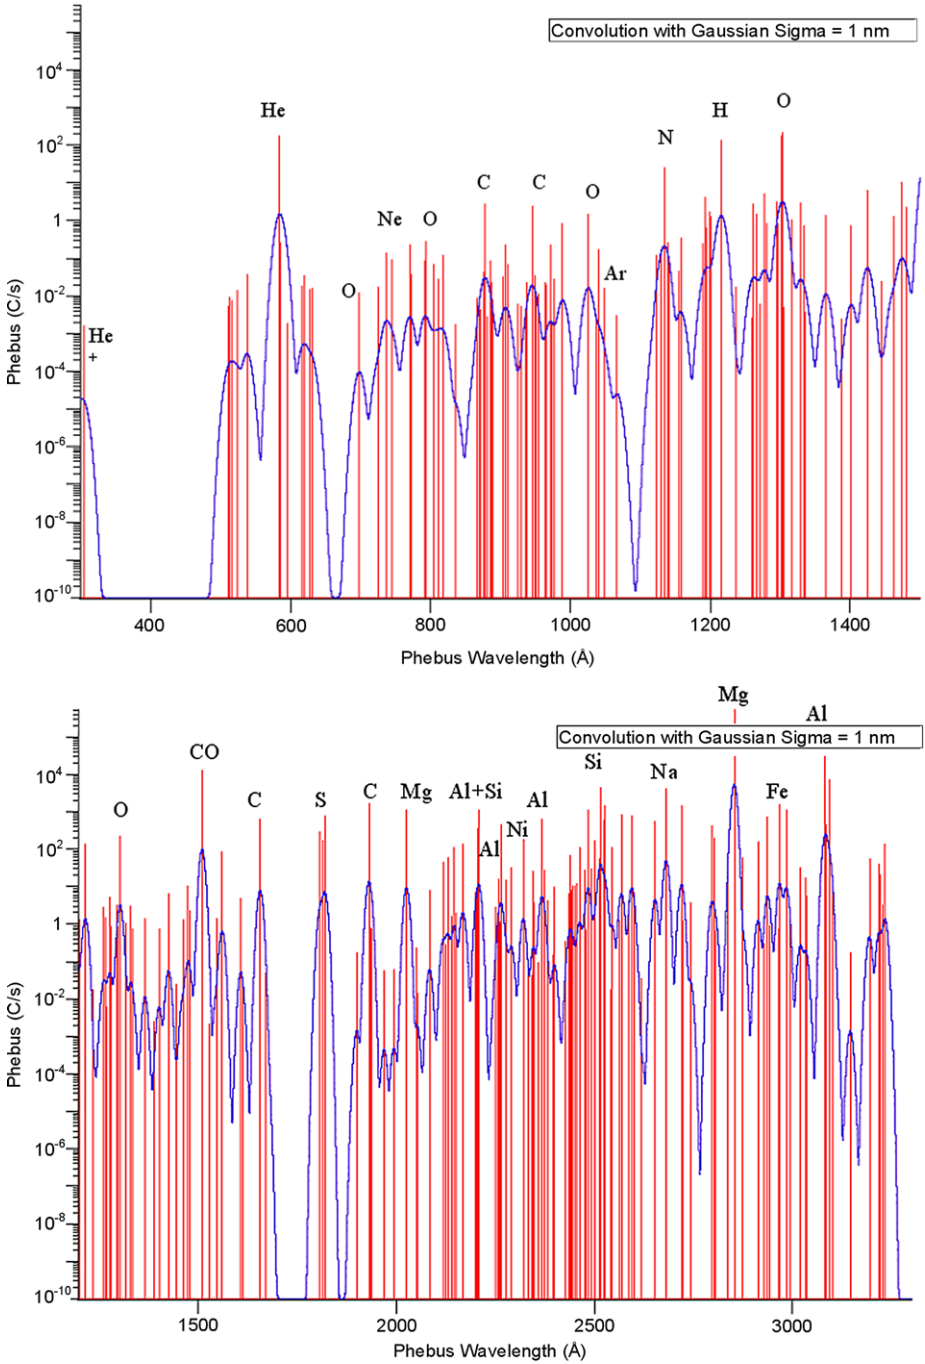 Convolution with Gaussian Sigma = 1 nm
10^4
10^2
1
10^-2
10^-4
10^-6
10^-8
10^-10
Phebus (C/s)
He
+
He
O
Ne
O
C
C
O
Ar
N
H
O
400 600 800 1000 1200 1400
Phebus Wavelength (Å)
Mg
Al
Convolution with Gaussian Sigma = 1 nm
10^4
10^2
1
10^-2
10^-4
10^-6
10^-8
10^-10
Phebus (C/s)
O
CO
C
S
C
Mg
Al+Si
Al
Ni
Al
Si
Na
Fe
1500 2000 2500 3000
Phebus Wavelength (Å)